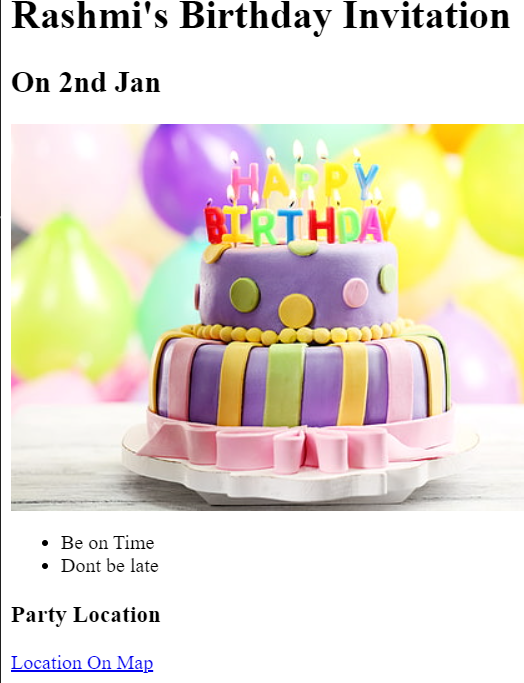 Rashmi's Birthday Invitation
On 2nd Jan
HAPPY
BIRTHDAY
Be on Time
Dont be late
Party Location
Location On Map